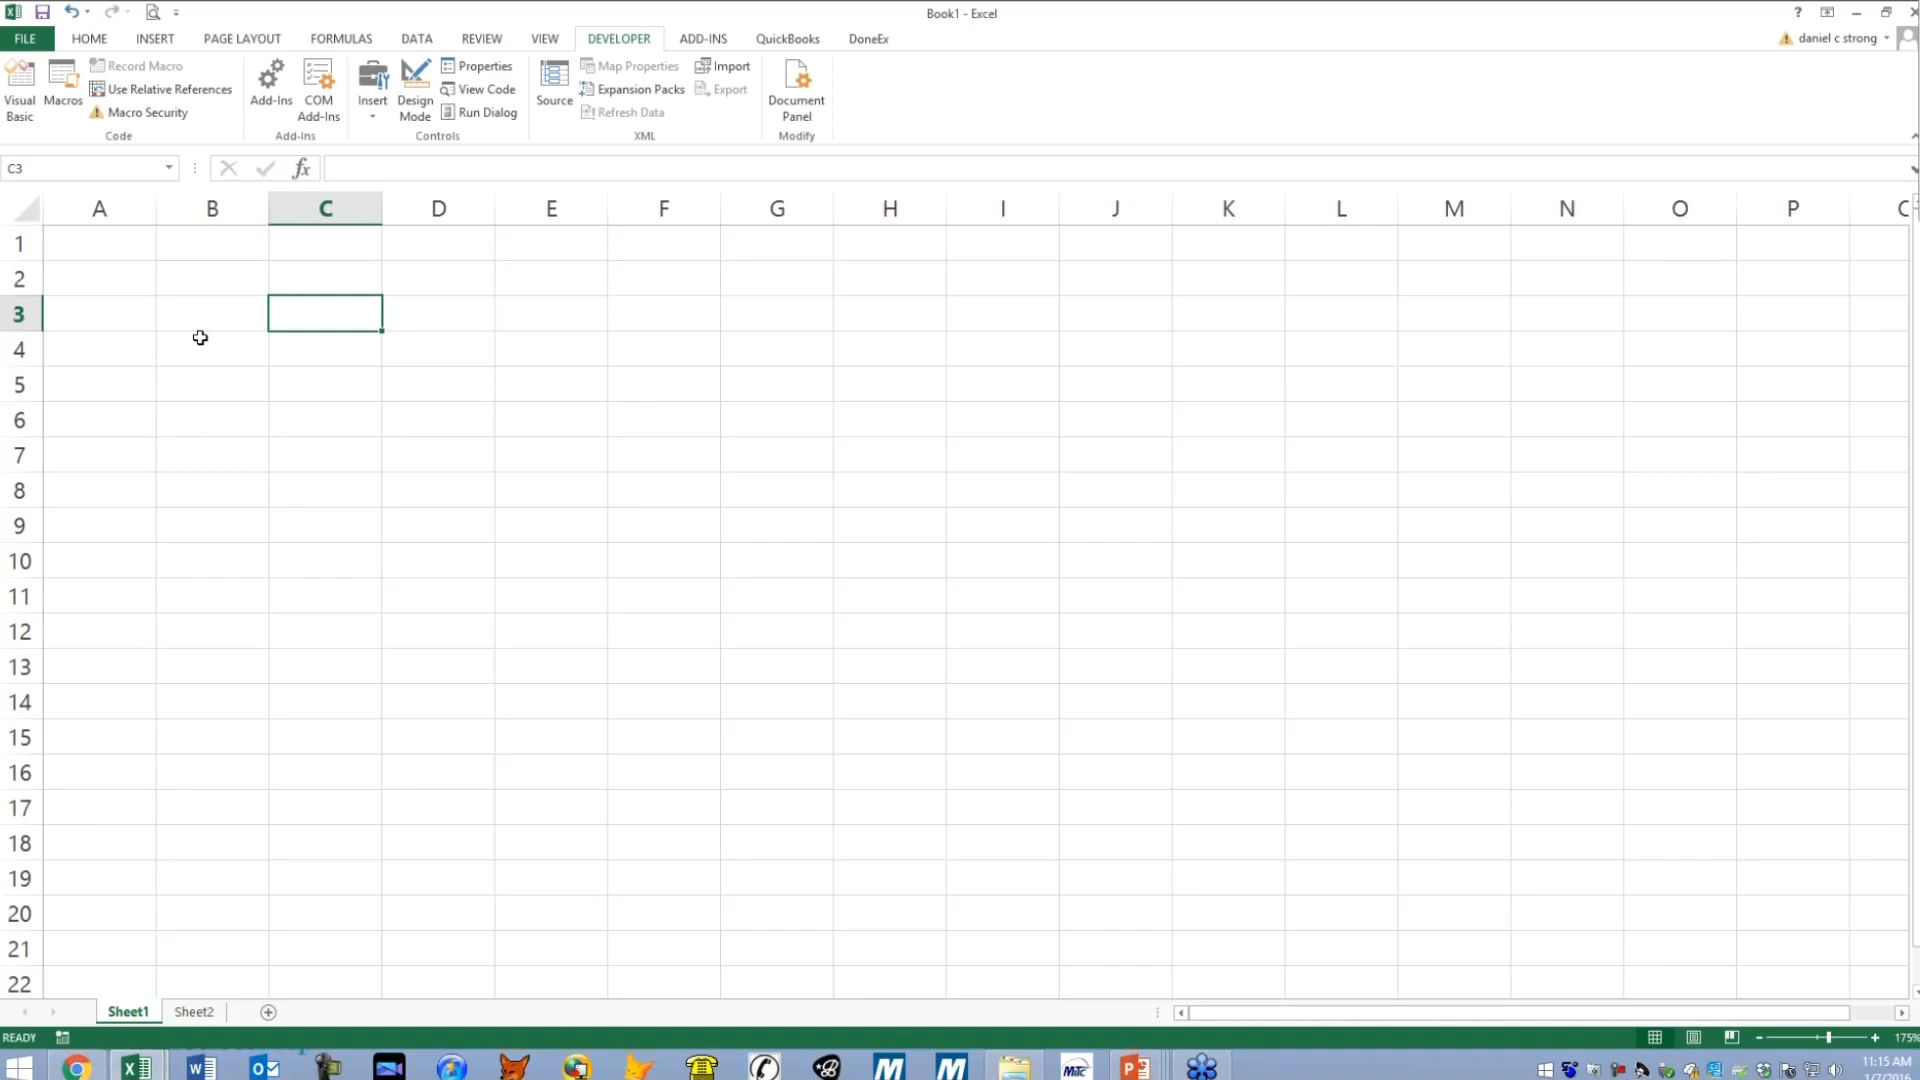 Book1 - Excel
?
FILE HOME INSERT PAGE LAYOUT FORMULAS DATA REVIEW VIEW DEVELOPER ADD-INS QuickBooks DoneEx
daniel c strong
Visual Basic
Macros
Record Macro
Use Relative References
Macro Security
Code
Add-Ins
COM Add-Ins
Add-Ins
Insert
Design Mode
Properties
View Code
Run Dialog
Controls
Source
Map Properties
Expansion Packs
Refresh Data
Import
Export
XML
Document Panel
Modify
C3
fx
A B C D E F G H I J K L M N O P
1
2
3
4
5
6
7
8
9
10
11
12
13
14
15
16
17
18
19
20
21
22
Sheet1 Sheet2
READY
175%
MiTC
11:15 AM
1/7/2016